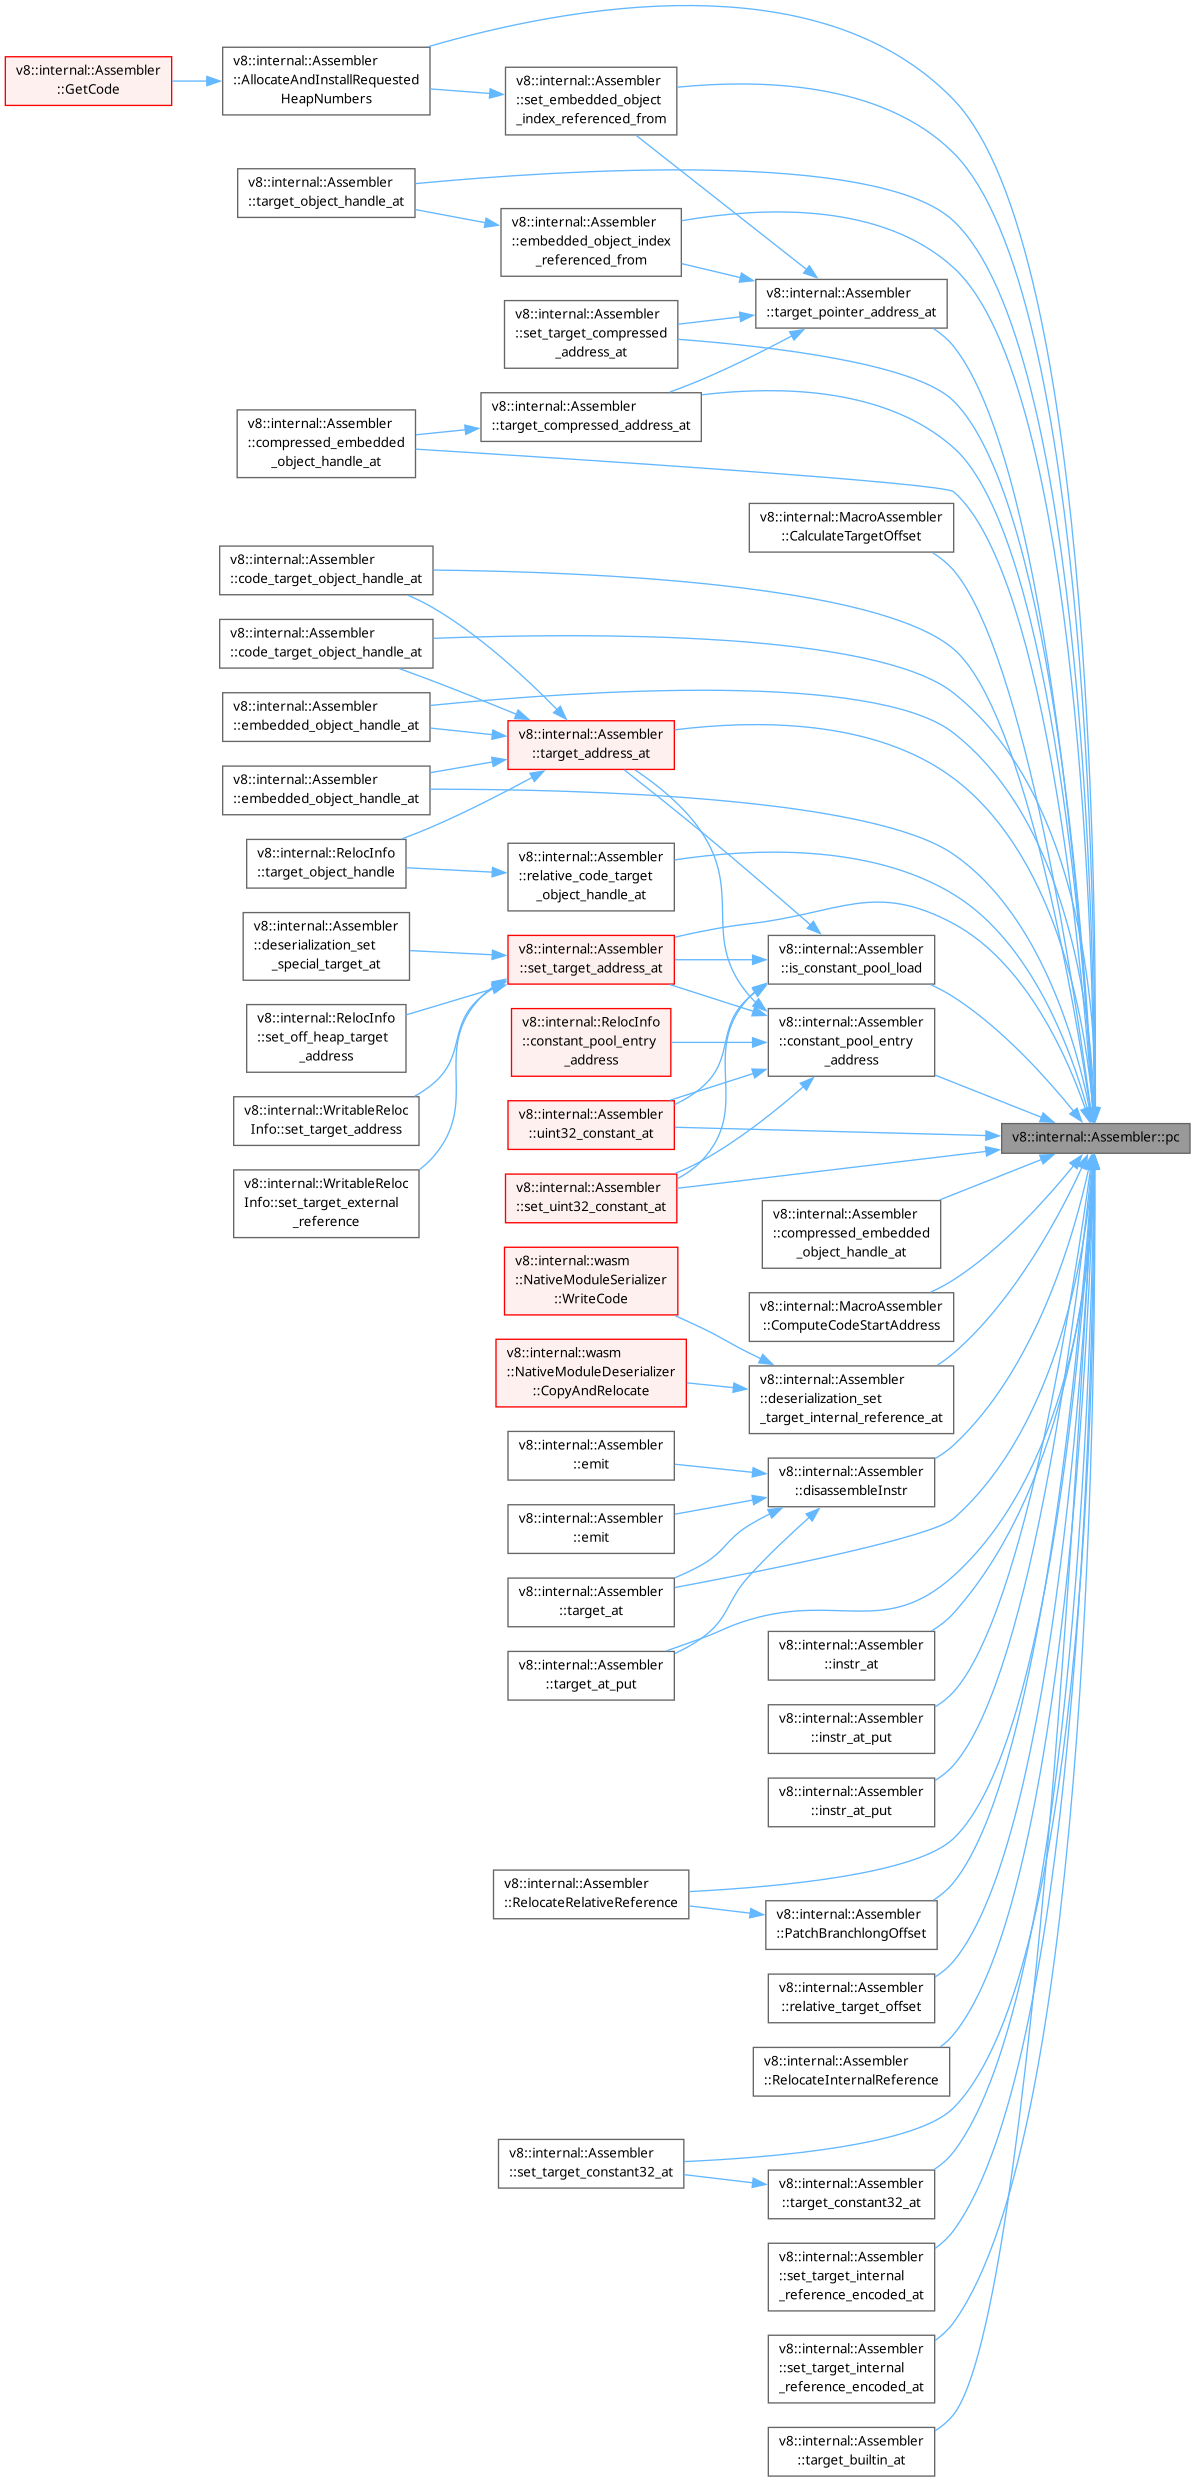 v8::internal::Assembler
::GetCode
v8::internal::Assembler
::AllocateAndInstallRequested
HeapNumbers
v8::internal::Assembler
::set_embedded_object
_index_referenced_from
v8::internal::Assembler
::target_object_handle_at
v8::internal::Assembler
::embedded_object_index
_referenced_from
v8::internal::Assembler
::target_pointer_address_at
v8::internal::Assembler
::set_target_compressed
_address_at
v8::internal::Assembler
::target_compressed_address_at
v8::internal::Assembler
::compressed_embedded
_object_handle_at
v8::internal::MacroAssembler
::CalculateTargetOffset
v8::internal::Assembler
::code_target_object_handle_at
v8::internal::Assembler
::code_target_object_handle_at
v8::internal::Assembler
::embedded_object_handle_at
v8::internal::Assembler
::target_address_at
v8::internal::Assembler
::embedded_object_handle_at
v8::internal::RelocInfo
::target_object_handle
v8::internal::Assembler
::relative_code_target
_object_handle_at
v8::internal::Assembler
::deserialization_set
_special_target_at
v8::internal::Assembler
::set_target_address_at
v8::internal::Assembler
::is_constant_pool_load
v8::internal::RelocInfo
::set_off_heap_target
_address
v8::internal::RelocInfo
::constant_pool_entry
_address
v8::internal::Assembler
::constant_pool_entry
_address
v8::internal::WritableReloc
Info::set_target_address
v8::internal::Assembler
::uint32_constant_at
v8::internal::Assembler::pc
v8::internal::WritableReloc
Info::set_target_external
_reference
v8::internal::Assembler
::set_uint32_constant_at
v8::internal::Assembler
::compressed_embedded
_object_handle_at
v8::internal::wasm
::NativeModuleSerializer
::WriteCode
v8::internal::MacroAssembler
::ComputeCodeStartAddress
v8::internal::wasm
::NativeModuleDeserializer
::CopyAndRelocate
v8::internal::Assembler
::deserialization_set
_target_internal_reference_at
v8::internal::Assembler
::emit
v8::internal::Assembler
::disassembleInstr
v8::internal::Assembler
::emit
v8::internal::Assembler
::target_at
v8::internal::Assembler
::target_at_put
v8::internal::Assembler
::instr_at
v8::internal::Assembler
::instr_at_put
v8::internal::Assembler
::instr_at_put
v8::internal::Assembler
::RelocateRelativeReference
v8::internal::Assembler
::PatchBranchlongOffset
v8::internal::Assembler
::relative_target_offset
v8::internal::Assembler
::RelocateInternalReference
v8::internal::Assembler
::set_target_constant32_at
v8::internal::Assembler
::target_constant32_at
v8::internal::Assembler
::set_target_internal
_reference_encoded_at
v8::internal::Assembler
::set_target_internal
_reference_encoded_at
v8::internal::Assembler
::target_builtin_at